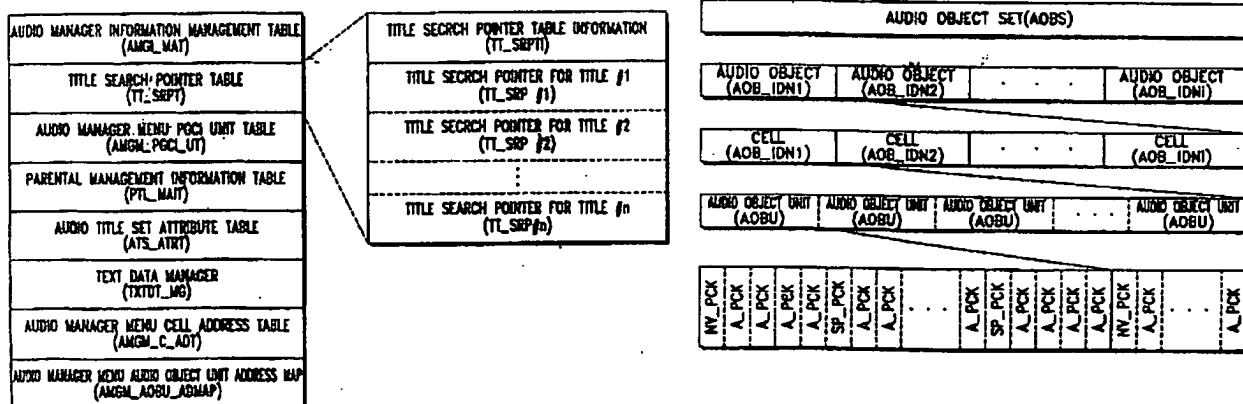 AUDIO MANAGER INFORMATION MANAGEMENT TABLE
(AMGI_MAT)
TITLE SEARCH POINTER TABLE
(TT_SRPT)
AUDIO MANAGER MENU PGCI UNIT TABLE
(AMGM_PGCI_UT)
PARENTAL MANAGEMENT INFORMATION TABLE
(PTL_MAIT)
AUDIO TITLE SET ATTRIBUTE TABLE
(ATS_ATRT)
TEXT DATA MANAGER
(TXTDT_MG)
AUDIO MANAGER MENU CELL ADDRESS TABLE
(AMGM_C_ADT)
AUDIO MANAGER MENU AUDIO OBJECT UNIT ADDRESS MAP
(AMGM_AOBU_ADMAP)
TITLE SECRCH POINTER TABLE INFORMATION
(TT_SRPTI)
TITLE SECRCH POINTER FOR TITLE #1
(TT_SRP #1)
TITLE SECRCH POINTER FOR TITLE #2
(TT_SRP #2)
TITLE SEARCH POINTER FOR TITLE #n
(TT_SRP#n)
AUDIO OBJECT SET(AOBS)
AUDIO OBJECT AUDIO OBJECT . . . AUDIO OBJECT
(AOB_IDN1) (AOB_IDN2) (AOB_IDNi)
CELL CELL . . . CELL
(AOB_IDN1) (AOB_IDN2) (AOB_IDNI)
AUDIO OBJECT UNIT AUDIO OBJECT UNIT AUDIO OBJECT UNIT . . . . AUDIO OBJECT UNIT
(AOBU) (AOBU) (AOBU) (AOBU)
NV_PCK A_PCK A_PCK A_PCK A_PCK SP_PCK A_PCK A_PCK . . . A_PCK SP_PCK A_PCK A_PCK A_PCK A_PCK NV_PCK A_PCK . . . A_PCK